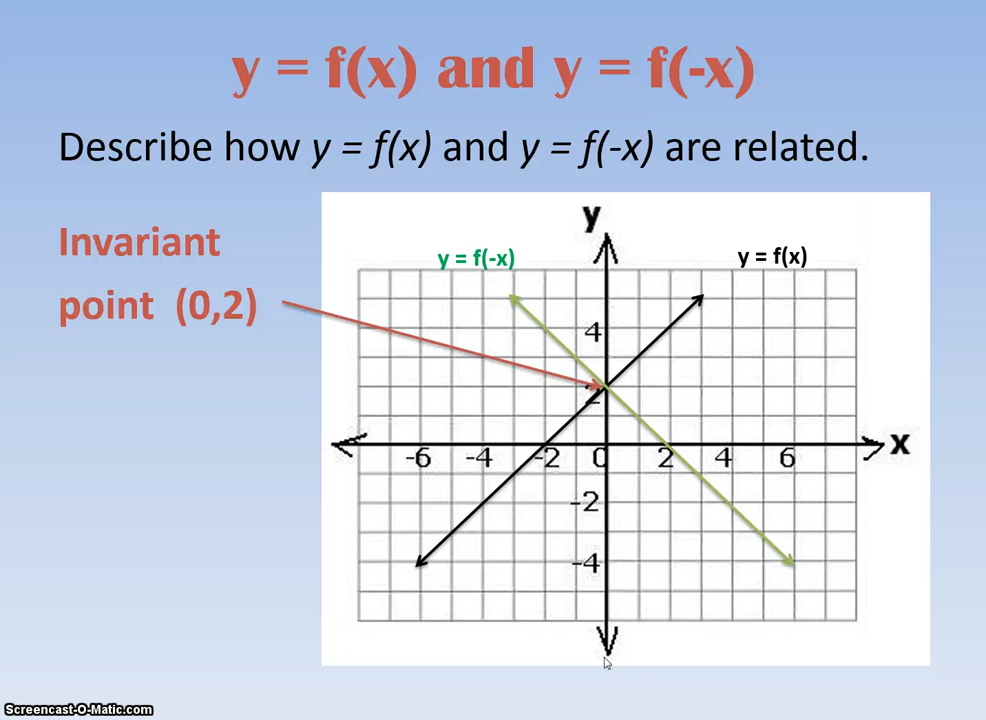 y = f(x) and y = f(-x)
Describe how y = f(x) and y = f(-x) are related.
Invariant
point (0,2)
y
y = f(-x)
y = f(x)
4
2
x
-6 -4 -2 0 2 4 6
-2
-4
Screencast-O-Matic.com